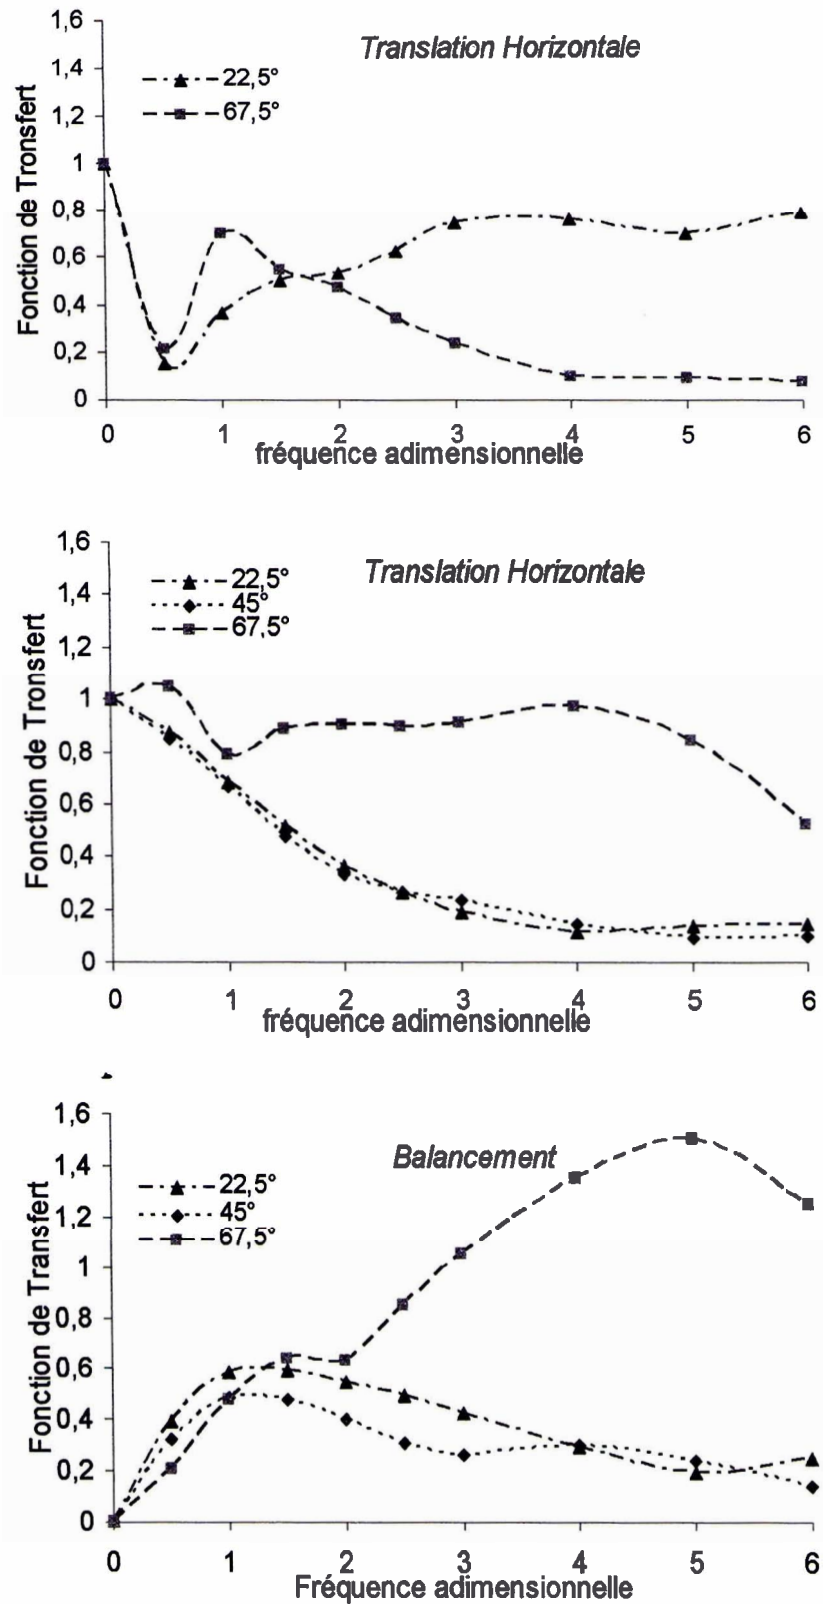 Translation Horizontale
22,5°
67,5°
Fonction de Tronsfert
1,6
1,4
1,2
1
0,8
0,6
0,4
0,2
0
0 1 2 3 4 5 6
fréquence adimensionnelle
Translation Horizontale
22,5°
45°
67,5°
Fonction de Tronsfert
1,6
1,4
1,2
1
0,8
0,6
0,4
0,2
0
0 1 2 3 4 5 6
fréquence adimensionnelle
Balancement
22,5°
45°
67,5°
Fonction de Transfert
1,6
1,4
1,2
1
0,8
0,6
0,4
0,2
0
0 1 2 3 4 5 6
Fréquence adimensionnelle